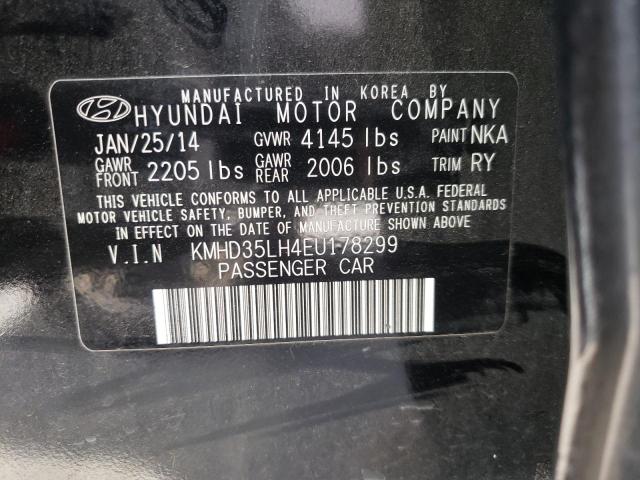 MANUFACTURED IN KOREA BY
HYUNDAI MOTOR COMPANY
JAN/25/14 GVWR 4145 lbs PAINT NKA
GAWR FRONT 2205 lbs GAWR REAR 2006 lbs TRIM RY
THIS VEHICLE CONFORMS TO ALL APPLICABLE U.S.A. FEDERAL
MOTOR VEHICLE SAFETY, BUMPER, AND THEFT PREVENTION STANDARDS
IN EFFECT ON THE DATE OF MANUFACTURE SHOWN ABOVE.
V.I.N KMHD35LH4EU178299
PASSENGER CAR